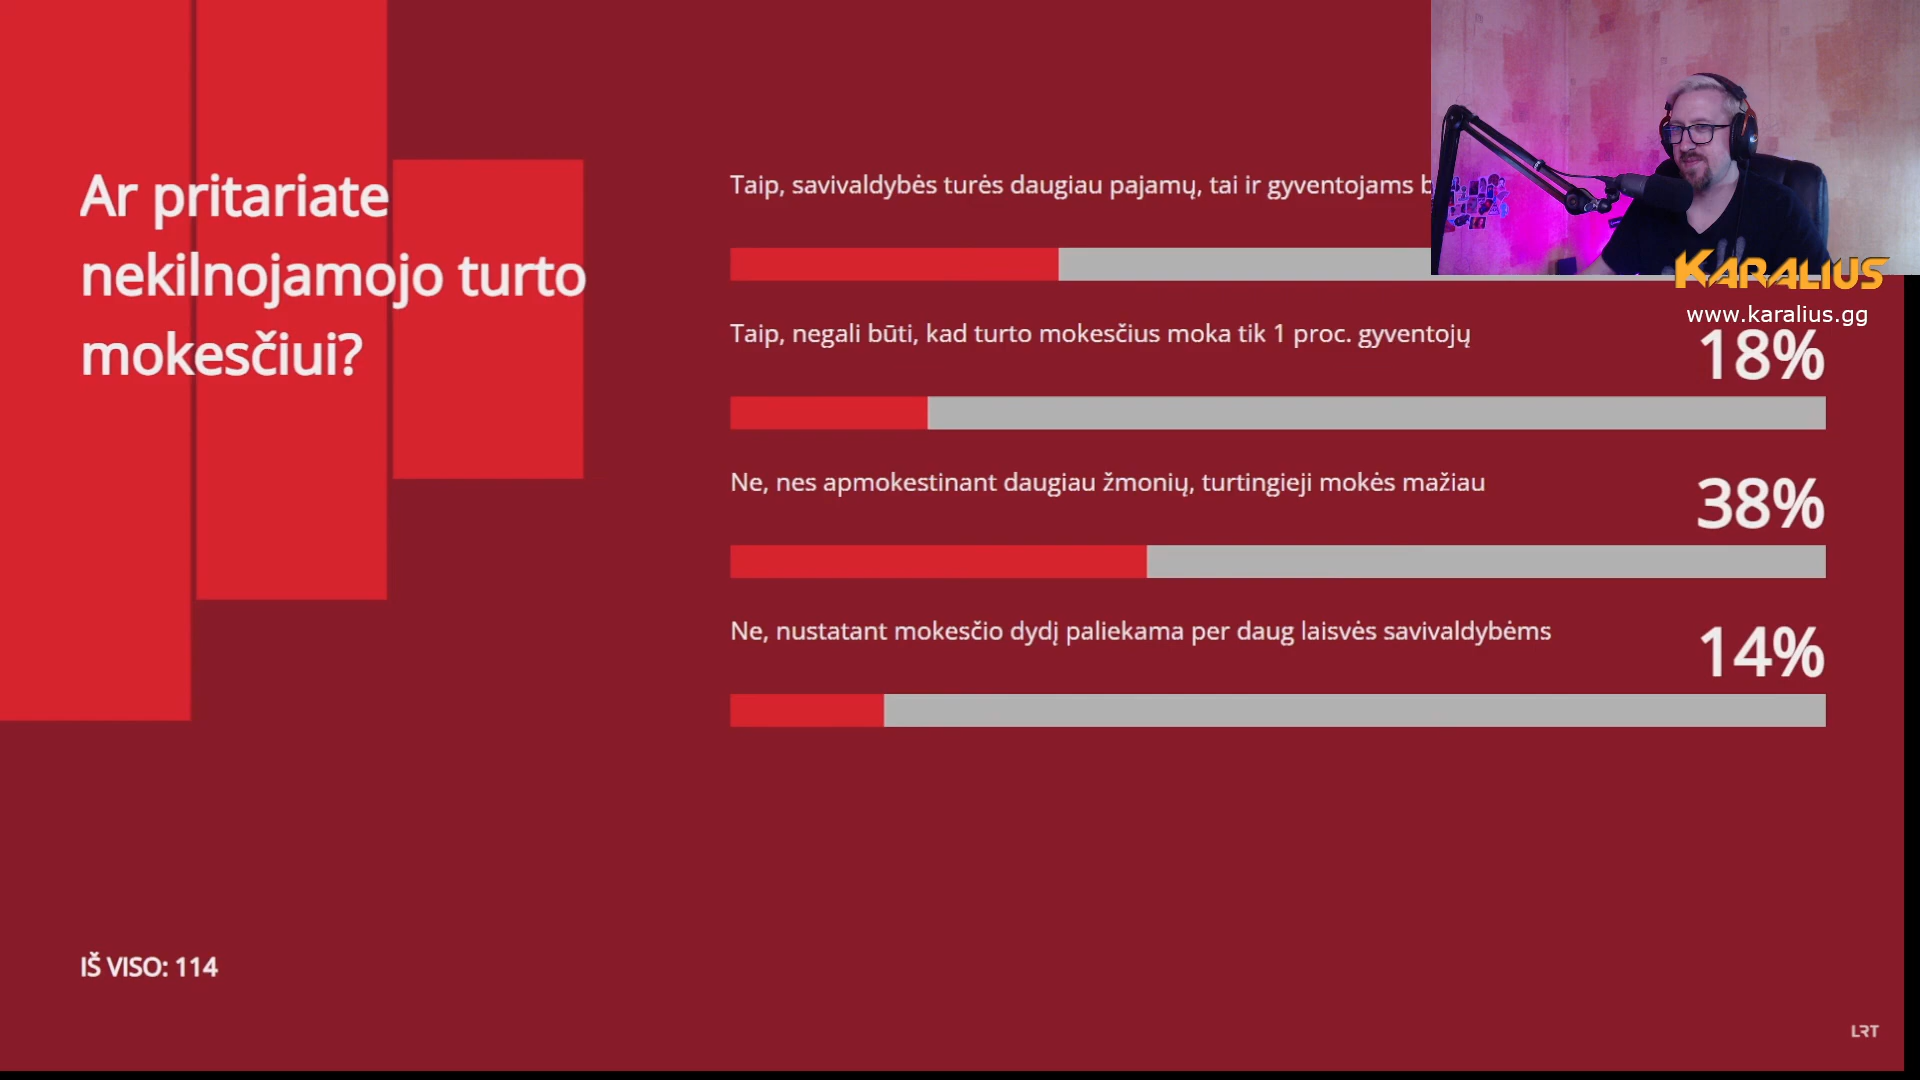 Ar pritariate
nekilnojamojo turto
mokesčiui?
Taip, savivaldybės turės daugiau pajamų, tai ir gyventojams
Taip, negali būti, kad turto mokesčius moka tik 1 proc. gyventojų
18%
Ne, nes apmokestinant daugiau žmonių, turtingieji mokės mažiau
38%
Ne, nustatant mokesčio dydį paliekama per daug laisvės savivaldybėms
14%
IŠ VISO: 114
KARALIUS
www.karalius.gg
LRT